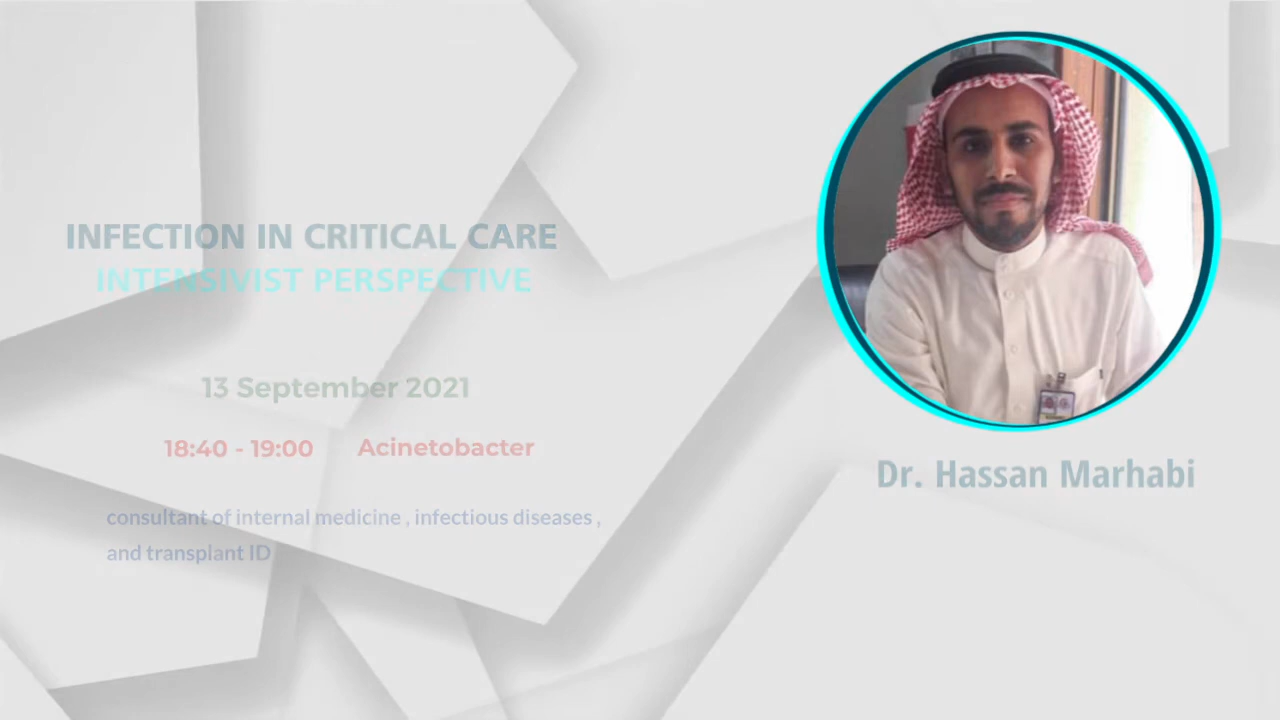 INFECTION IN CRITICAL CARE
INTENSIVIST PERSPECTIVE
13 September 2021
18:40 - 19:00 Acinetobacter
consultant of internal medicine , infectious diseases ,
and transplant ID
Dr. Hassan Marhabi